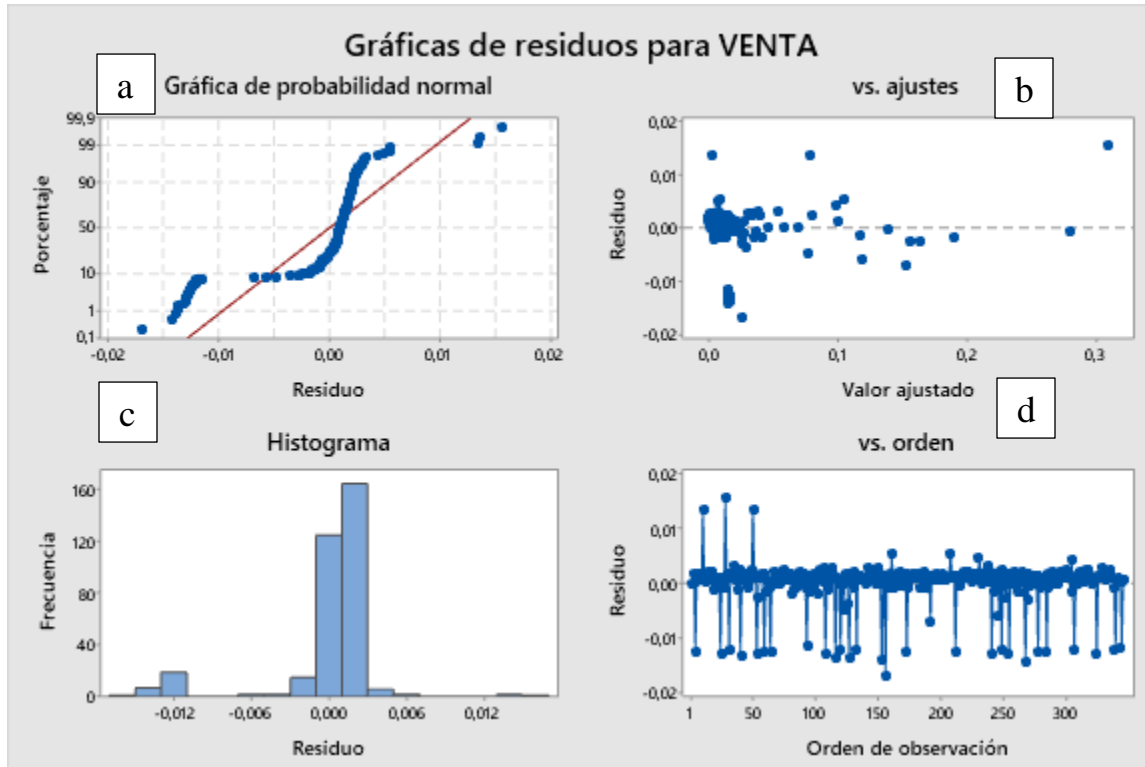 Gráficas de residuos para VENTA
a
Gráfica de probabilidad normal
99,9
99
90
50
10
1
0,1
Porcentaje
-0,02
-0,01
0,00
0,01
0,02
Residuo
b
vs. ajustes
0,02
0,01
0,00
-0,01
-0,02
Residuo
0,0
0,1
0,2
0,3
Valor ajustado
c
Histograma
160
120
80
40
0
Frecuencia
-0,012
-0,006
0,000
0,006
0,012
Residuo
d
vs. orden
0,02
0,01
0,00
-0,01
-0,02
Residuo
1
50
100
150
200
250
300
Orden de observación